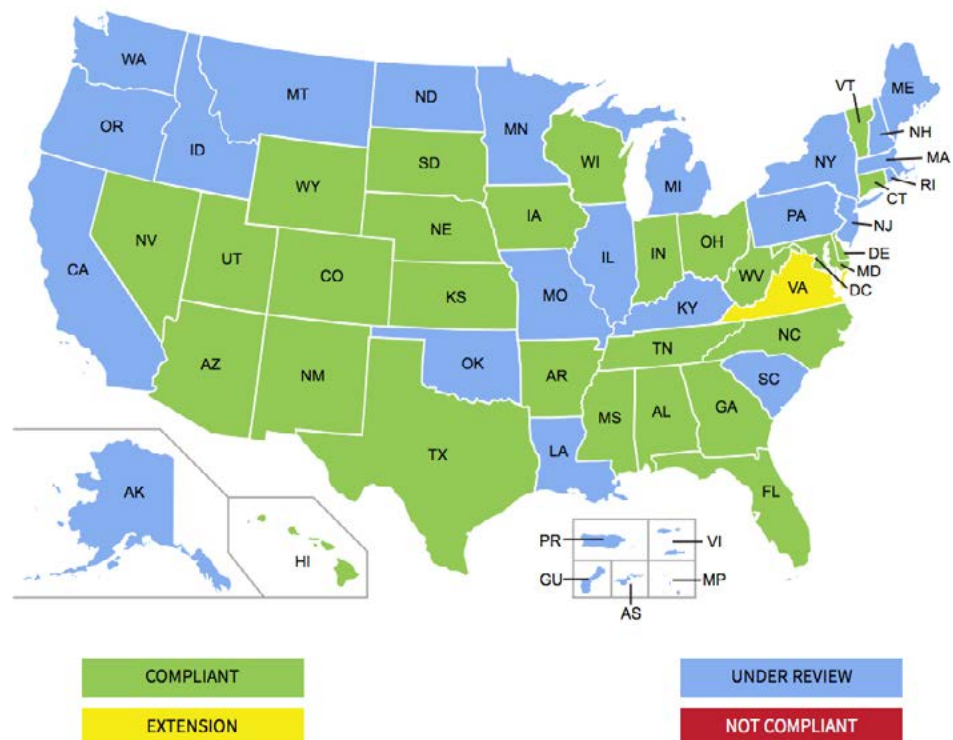 WA
MT
ND
MN
VT
ME
OR
ID
SD
WI
NY
NH
MA
WY
MI
RI
CT
IA
PA
NJ
NE
NV
OH
IL
IN
DE
UT
CA
CO
WV
MD
DC
KS
MO
VA
KY
NC
TN
AZ
OK
NM
AR
SC
MS
AL
GA
LA
TX
FL
AK
PR
VI
HI
GU
MP
AS
COMPLIANT
UNDER REVIEW
EXTENSION
NOT COMPLIANT